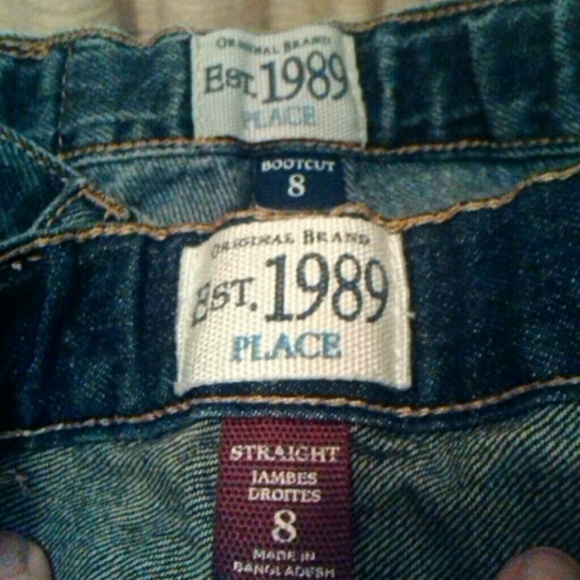 ORIGINAL BRAND
EST. 1989
PLACE
BOOTCUT
8
ORIGINAL BRAND
EST. 1989
PLACE
STRAIGHT
JAMBES
DROITES
8
MADE IN
BANGLADESH